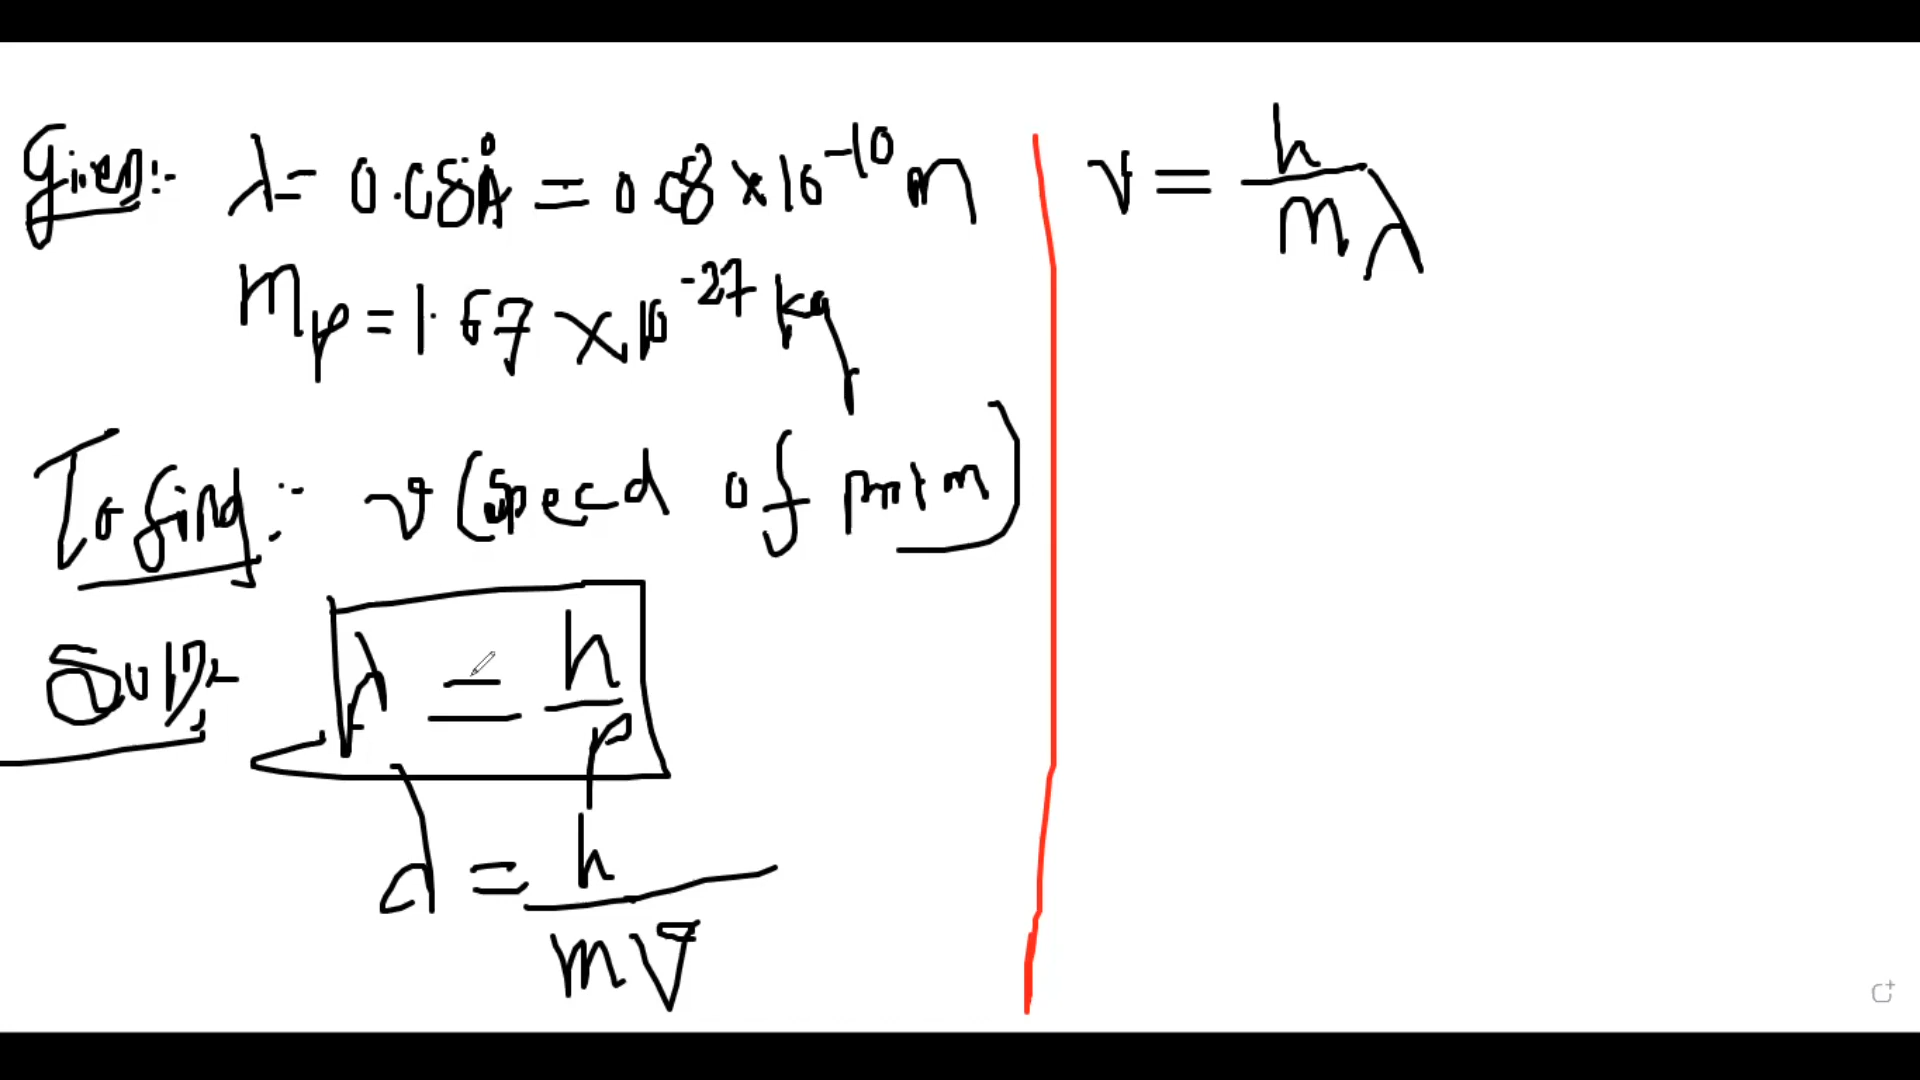 Given:- λ = 0.08Å = 0.08 × 10⁻¹⁰ m
mₚ = 1.67 × 10⁻²⁷ kg
To find:- v (speed of proton)
Solⁿ:-
λ = h/p
λ = h/mv
v = h/mλ